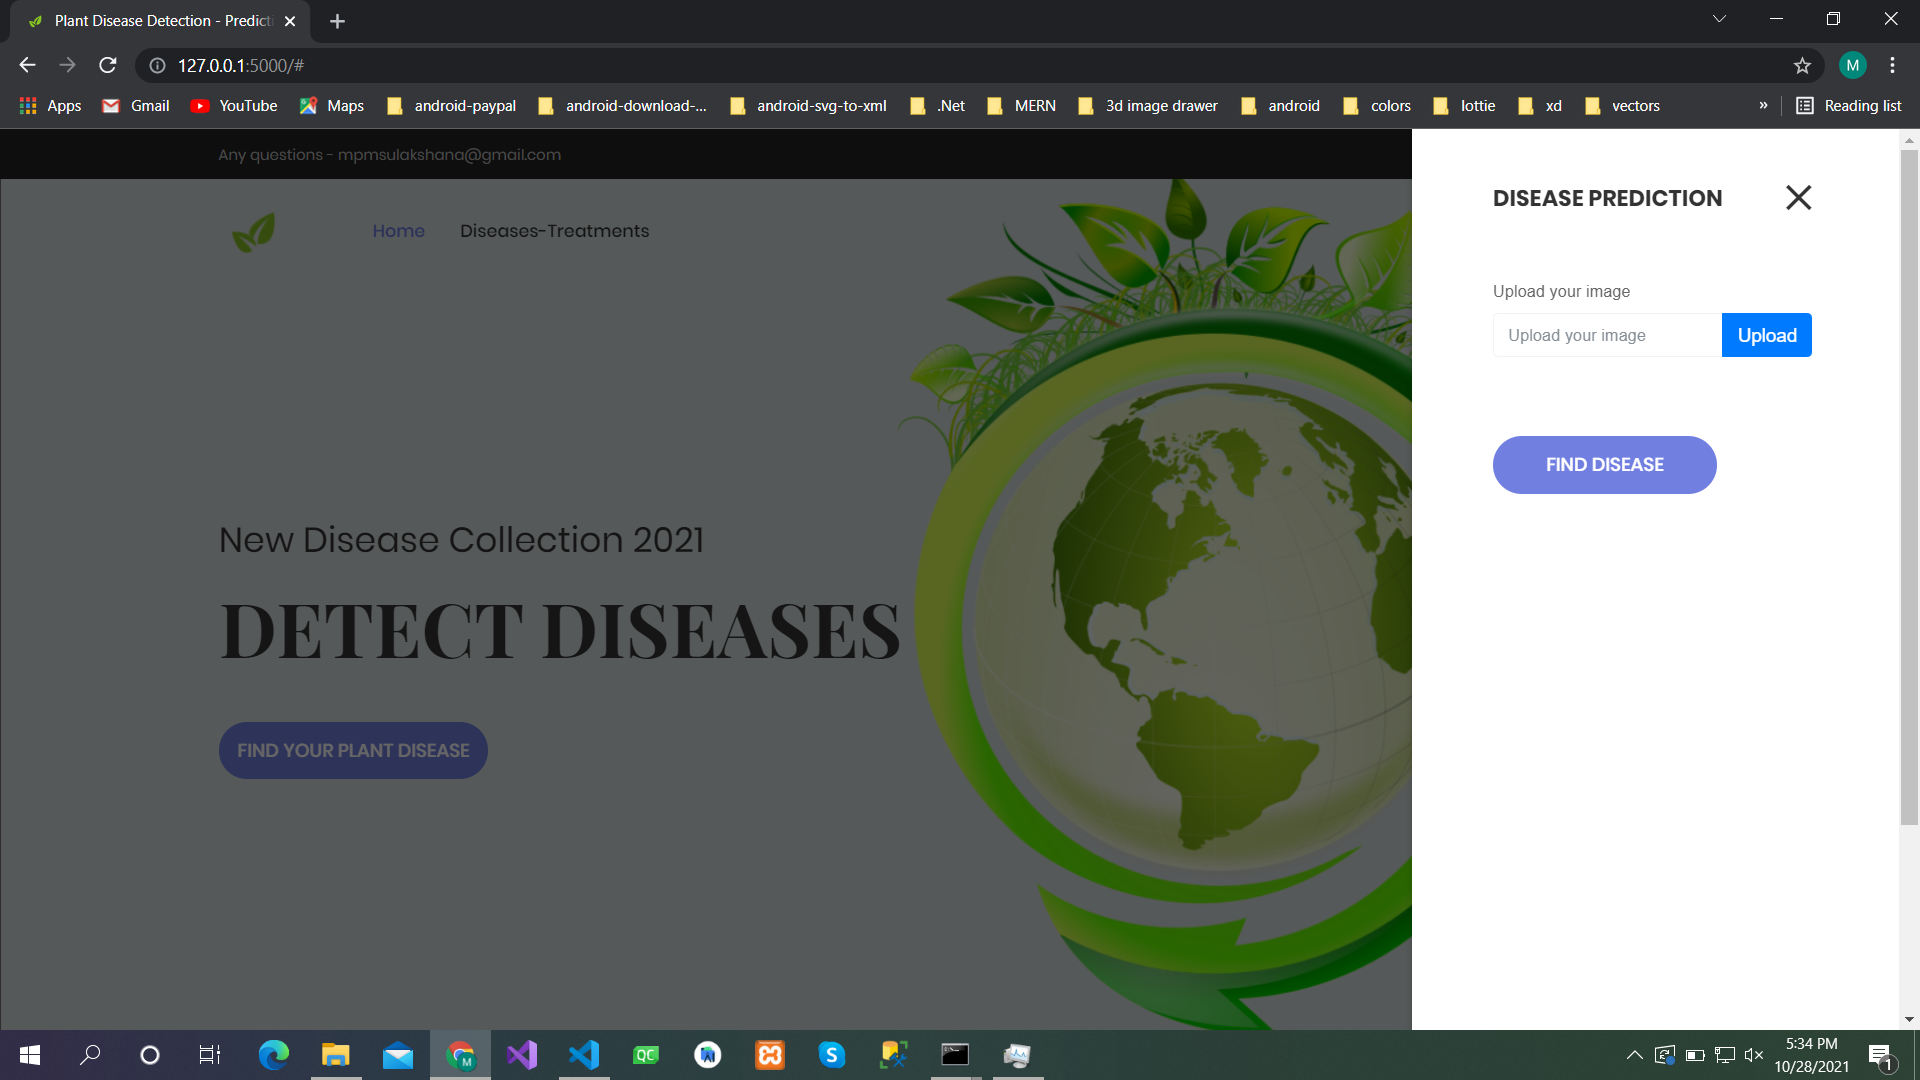 Plant Disease Detection - Predicti
127.0.0.1:5000/#
M
Apps
Gmail
YouTube
Maps
android-paypal
android-download-...
android-svg-to-xml
.Net
MERN
3d image drawer
android
colors
lottie
xd
vectors
»
Reading list
Any questions - mpmsulakshana@gmail.com
DISEASE PREDICTION
Home
Diseases-Treatments
Upload your image
Upload your image
Upload
FIND DISEASE
New Disease Collection 2021
DETECT DISEASES
FIND YOUR PLANT DISEASE
M
QC
S
5:34 PM
10/28/2021
1